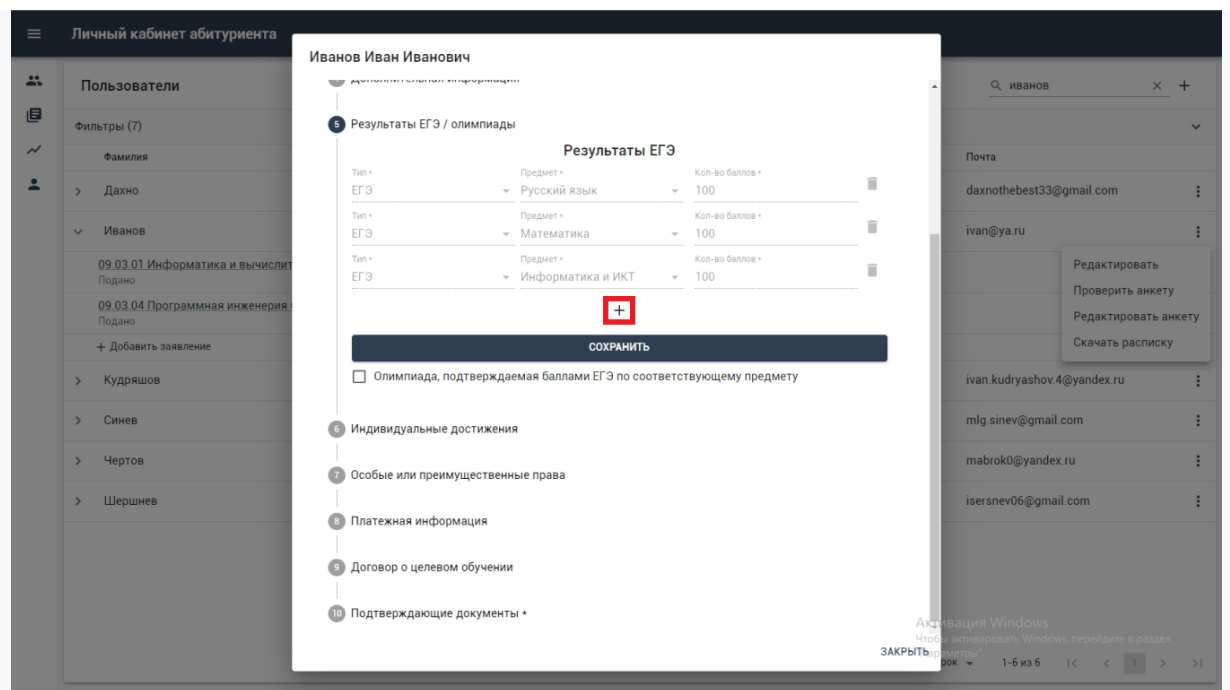 Личный кабинет абитуриента
Пользователи
иванов
Фильтры (7)
Фамилия
Почта
Дахно
daxnothebest33@gmail.com
Иванов
ivan@ya.ru
09.03.01 Информатика и
Подано
09.03.04 Программная инженерия
Подано
+ Добавить заявление
Кудряшов
ivan.kudryashov.4@yandex.ru
Синев
mlg.sinev@gmail.com
Чертов
mabrok0@yandex.ru
Шершнев
isersnev06@gmail.com
Редактировать
Проверить анкету
Редактировать анкету
Скачать расписку
Иванов Иван Иванович
Дополнительная информация
5 Результаты ЕГЭ / олимпиады
Результаты ЕГЭ
Тип * Предмет * Кол-во баллов *
ЕГЭ Русский язык 100
Тип * Предмет * Кол-во баллов *
ЕГЭ Математика 100
Тип * Предмет * Кол-во баллов *
ЕГЭ Информатика и ИКТ 100
+
СОХРАНИТЬ
Олимпиада, подтверждаемая баллами ЕГЭ по соответствующему предмету
6 Индивидуальные достижения
7 Особые или преимущественные права
8 Платежная информация
9 Договор о целевом обучении
10 Подтверждающие документы *
ЗАКРЫТЬ
Активация Windows
Чтобы активировать Windows, перейдите в раздел
1-6 из 6
1